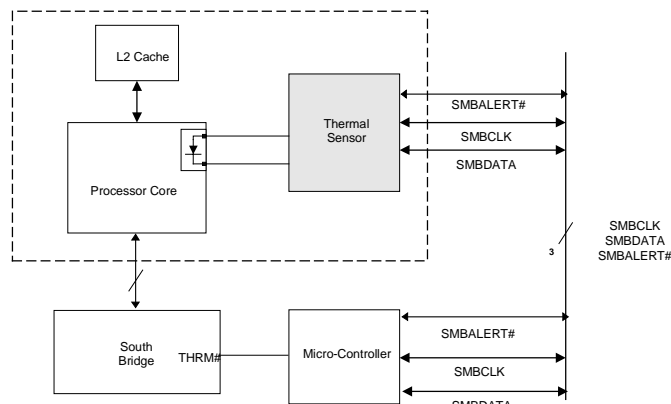 L2 Cache
Thermal
Sensor
SMBALERT#
SMBCLK
SMBDATA
Processor Core
3
SMBCLK
SMBDATA
SMBALERT#
South
Bridge
THRM#
Micro-Controller
SMBALERT#
SMBCLK
SMBDATA